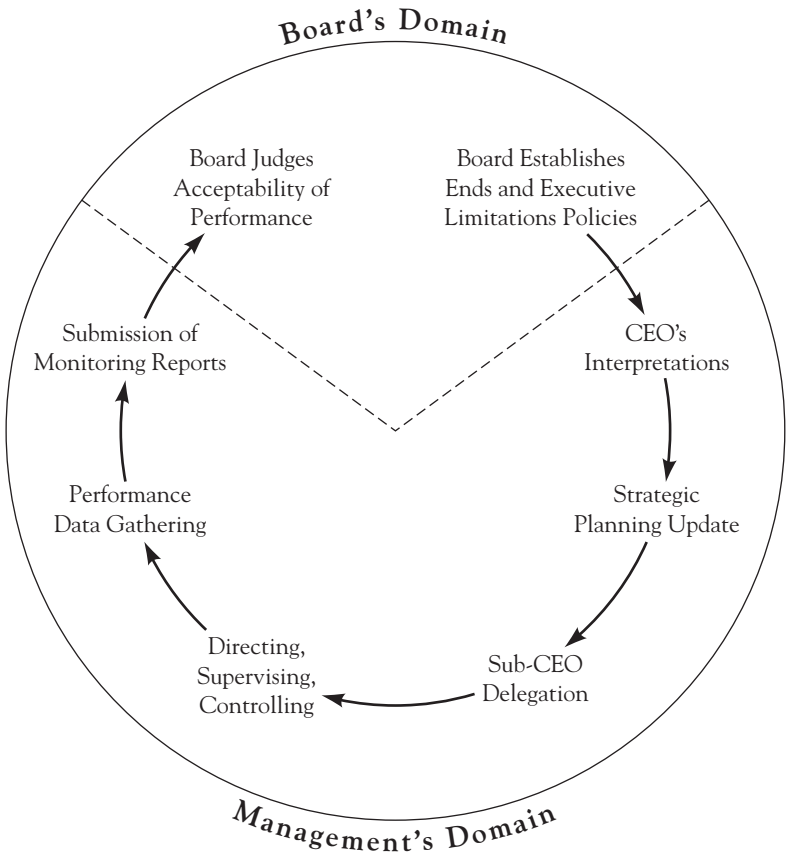 Board's Domain
Board Judges
Acceptability of
Performance
Board Establishes
Ends and Executive
Limitations Policies
CEO's
Interpretations
Strategic
Planning Update
Sub-CEO
Delegation
Directing,
Supervising,
Controlling
Performance
Data Gathering
Submission of
Monitoring Reports
Management's Domain